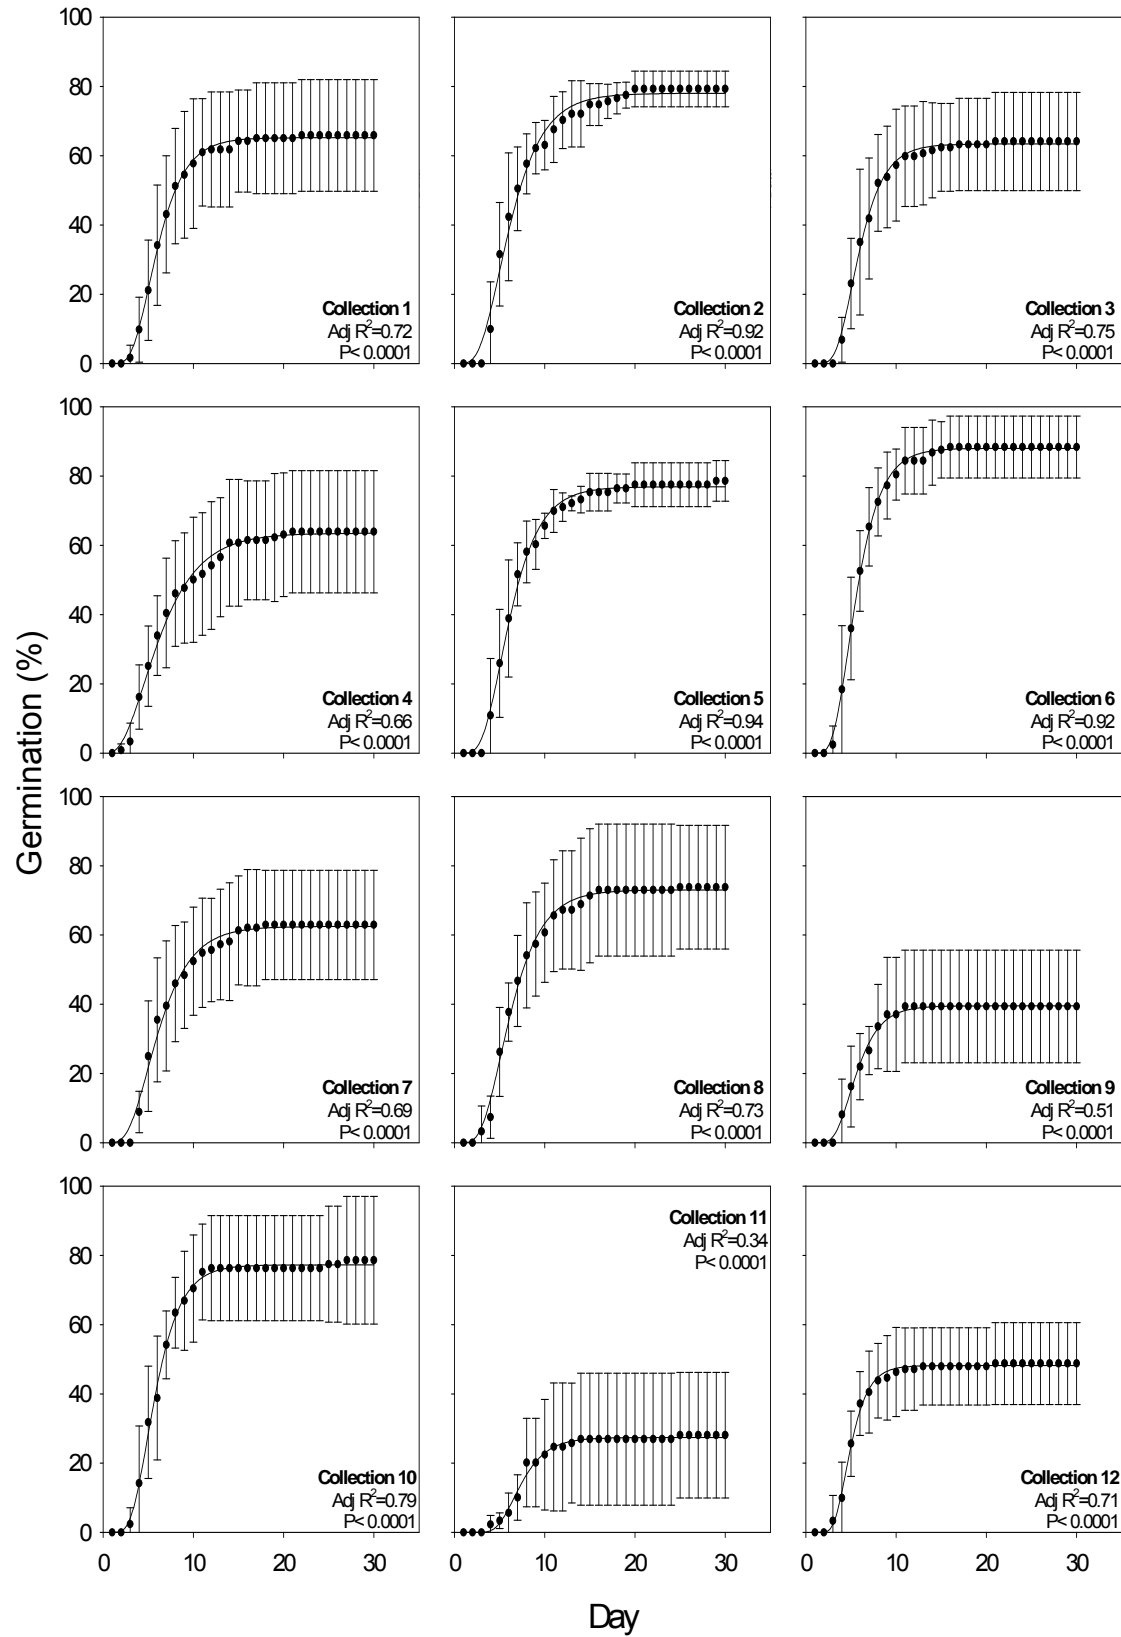 Germination (%)
100
80
60
40
20
0
Collection 1
Adj R²=0.72
P< 0.0001
Collection 2
Adj R²=0.92
P< 0.0001
Collection 3
Adj R²=0.75
P< 0.0001
100
80
60
40
20
0
Collection 4
Adj R²=0.66
P< 0.0001
Collection 5
Adj R²=0.94
P< 0.0001
Collection 6
Adj R²=0.92
P< 0.0001
100
80
60
40
20
0
Collection 7
Adj R²=0.69
P< 0.0001
Collection 8
Adj R²=0.73
P< 0.0001
Collection 9
Adj R²=0.51
P< 0.0001
100
80
60
40
20
0
Collection 10
Adj R²=0.79
P< 0.0001
Collection 11
Adj R²=0.34
P< 0.0001
Collection 12
Adj R²=0.71
P< 0.0001
0 10 20 30
0 10 20 30
0 10 20 30
Day